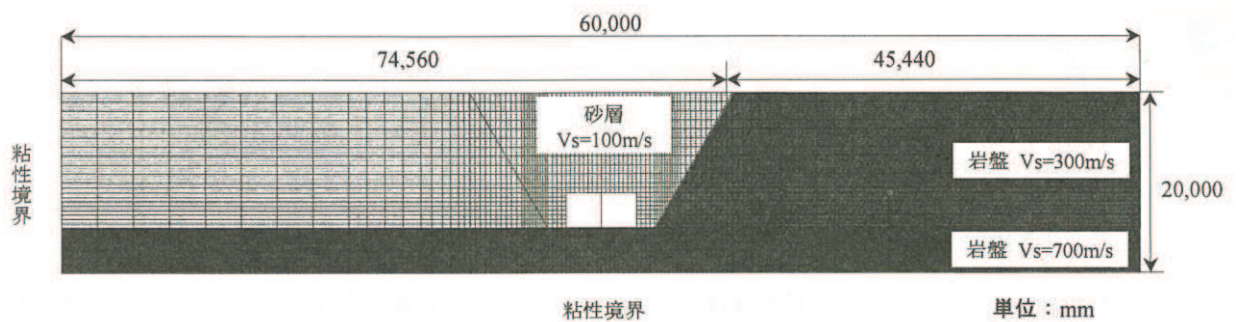 60,000
74,560
45,440
砂層
Vs=100m/s
粘性境界
岩盤 Vs=300m/s
20,000
岩盤 Vs=700m/s
粘性境界
単位：mm